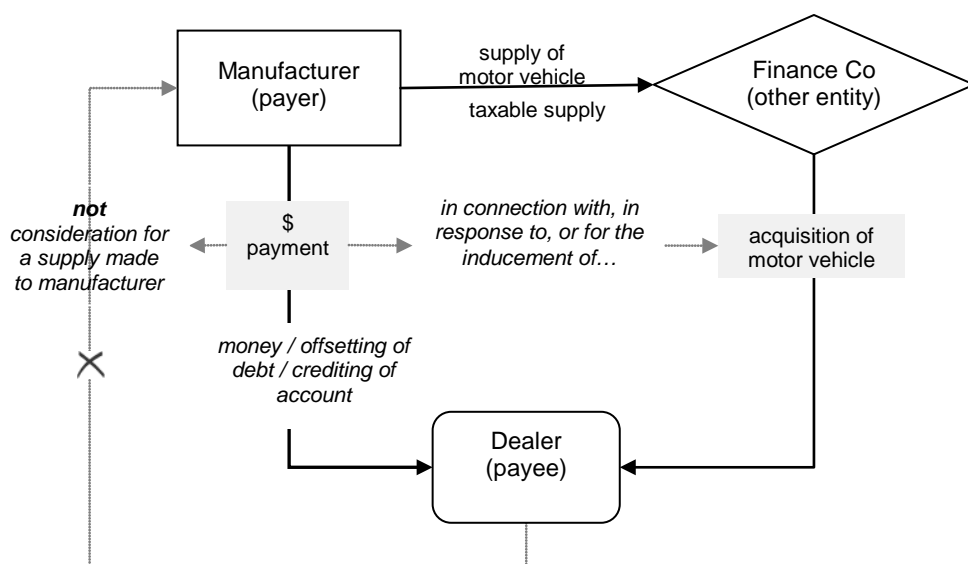 Manufacturer
(payer)
supply of
motor vehicle
taxable supply
Finance Co
(other entity)
not
consideration for
a supply made
to manufacturer
$
payment
in connection with, in
response to, or for the
inducement of…
acquisition of
motor vehicle
money / offsetting of
debt / crediting of
account
Dealer
(payee)